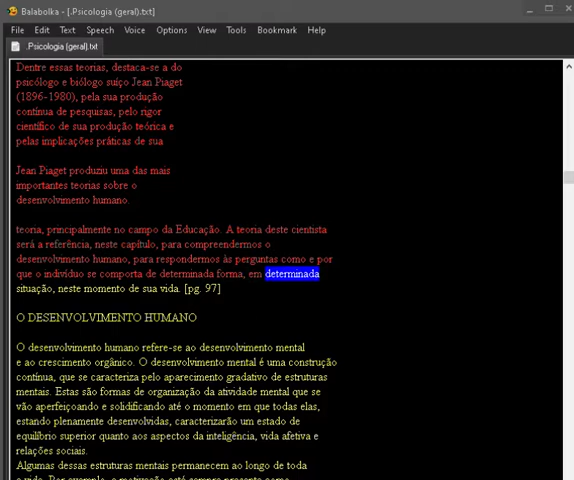 Balabolka - [.Psicologia (geral).txt]
File Edit Text Speech Voice Options View Tools Bookmark Help
.Psicologia (geral).txt
Dentre essas teorias, destaca-se a do
psicólogo e biólogo suíço Jean Piaget
(1896-1980), pela sua produção
contínua de pesquisas, pelo rigor
científico de sua produção teórica e
pelas implicações práticas de sua
Jean Piaget produziu uma das mais
importantes teorias sobre o
desenvolvimento humano.
teoria, principalmente no campo da Educação. A teoria deste cientista
será a referência, neste capítulo, para compreendermos o
desenvolvimento humano, para respondermos às perguntas como e por
que o indivíduo se comporta de determinada forma, em determinada
situação, neste momento de sua vida. [pg. 97]
O DESENVOLVIMENTO HUMANO
O desenvolvimento humano refere-se ao desenvolvimento mental
e ao crescimento orgânico. O desenvolvimento mental é uma construção
contínua, que se caracteriza pelo aparecimento gradativo de estruturas
mentais. Estas são formas de organização da atividade mental que se
vão aperfeiçoando e solidificando até o momento em que todas elas,
estando plenamente desenvolvidas, caracterizarão um estado de
equilíbrio superior quanto aos aspectos da inteligência, vida afetiva e
relações sociais.
Algumas dessas estruturas mentais permanecem ao longo de toda
a vida. Por exemplo, a motivação está sempre presente como